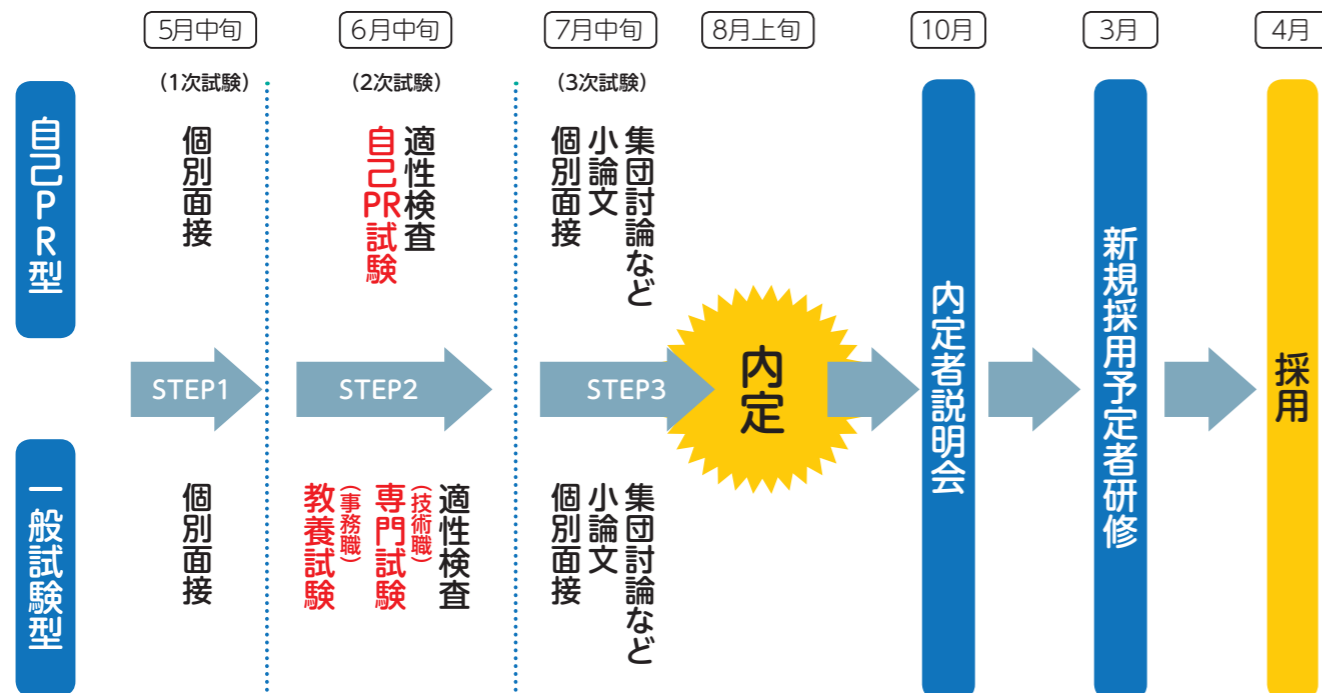 5月中旬
6月中旬
7月中旬
8月上旬
10月
3月
4月
(1次試験)
(2次試験)
(3次試験)
自己PR型
個別面接
適性検査
自己PR試験
集団討論など
小論文
個別面接
STEP1
STEP2
STEP3
内定
内定者説明会
新規採用予定者研修
採用
一般試験型
個別面接
適性検査
(技術職)
専門試験
(事務職)
教養試験
集団討論など
小論文
個別面接